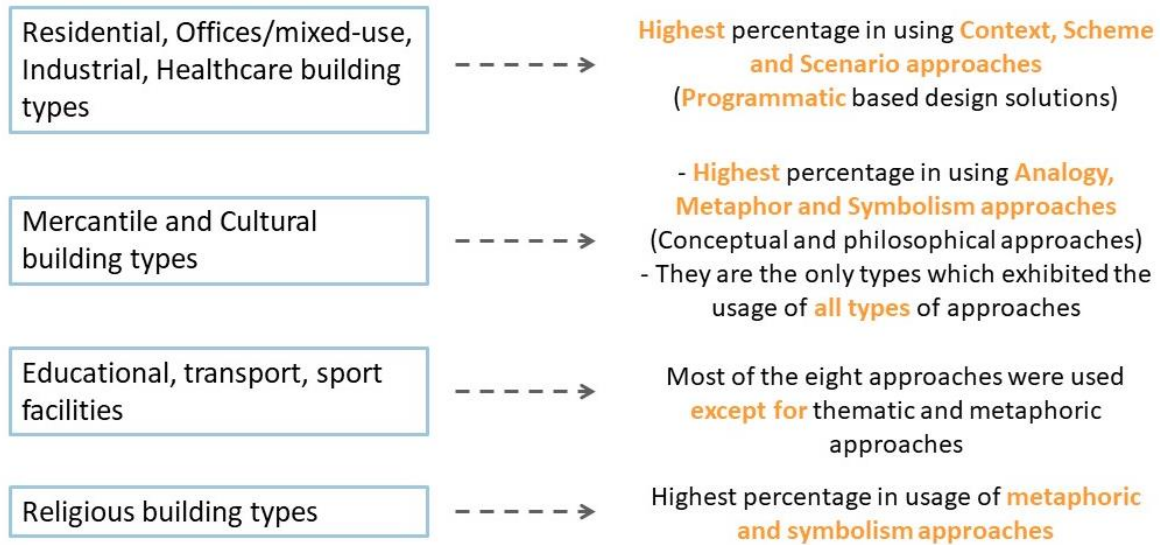 Residential, Offices/mixed-use,
Industrial, Healthcare building
types
Highest percentage in using Context, Scheme
and Scenario approaches
(Programmatic based design solutions)
Mercantile and Cultural
building types
- Highest percentage in using Analogy,
Metaphor and Symbolism approaches
(Conceptual and philosophical approaches)
- They are the only types which exhibited the
usage of all types of approaches
Educational, transport, sport
facilities
Most of the eight approaches were used
except for thematic and metaphoric
approaches
Religious building types
Highest percentage in usage of metaphoric
and symbolism approaches